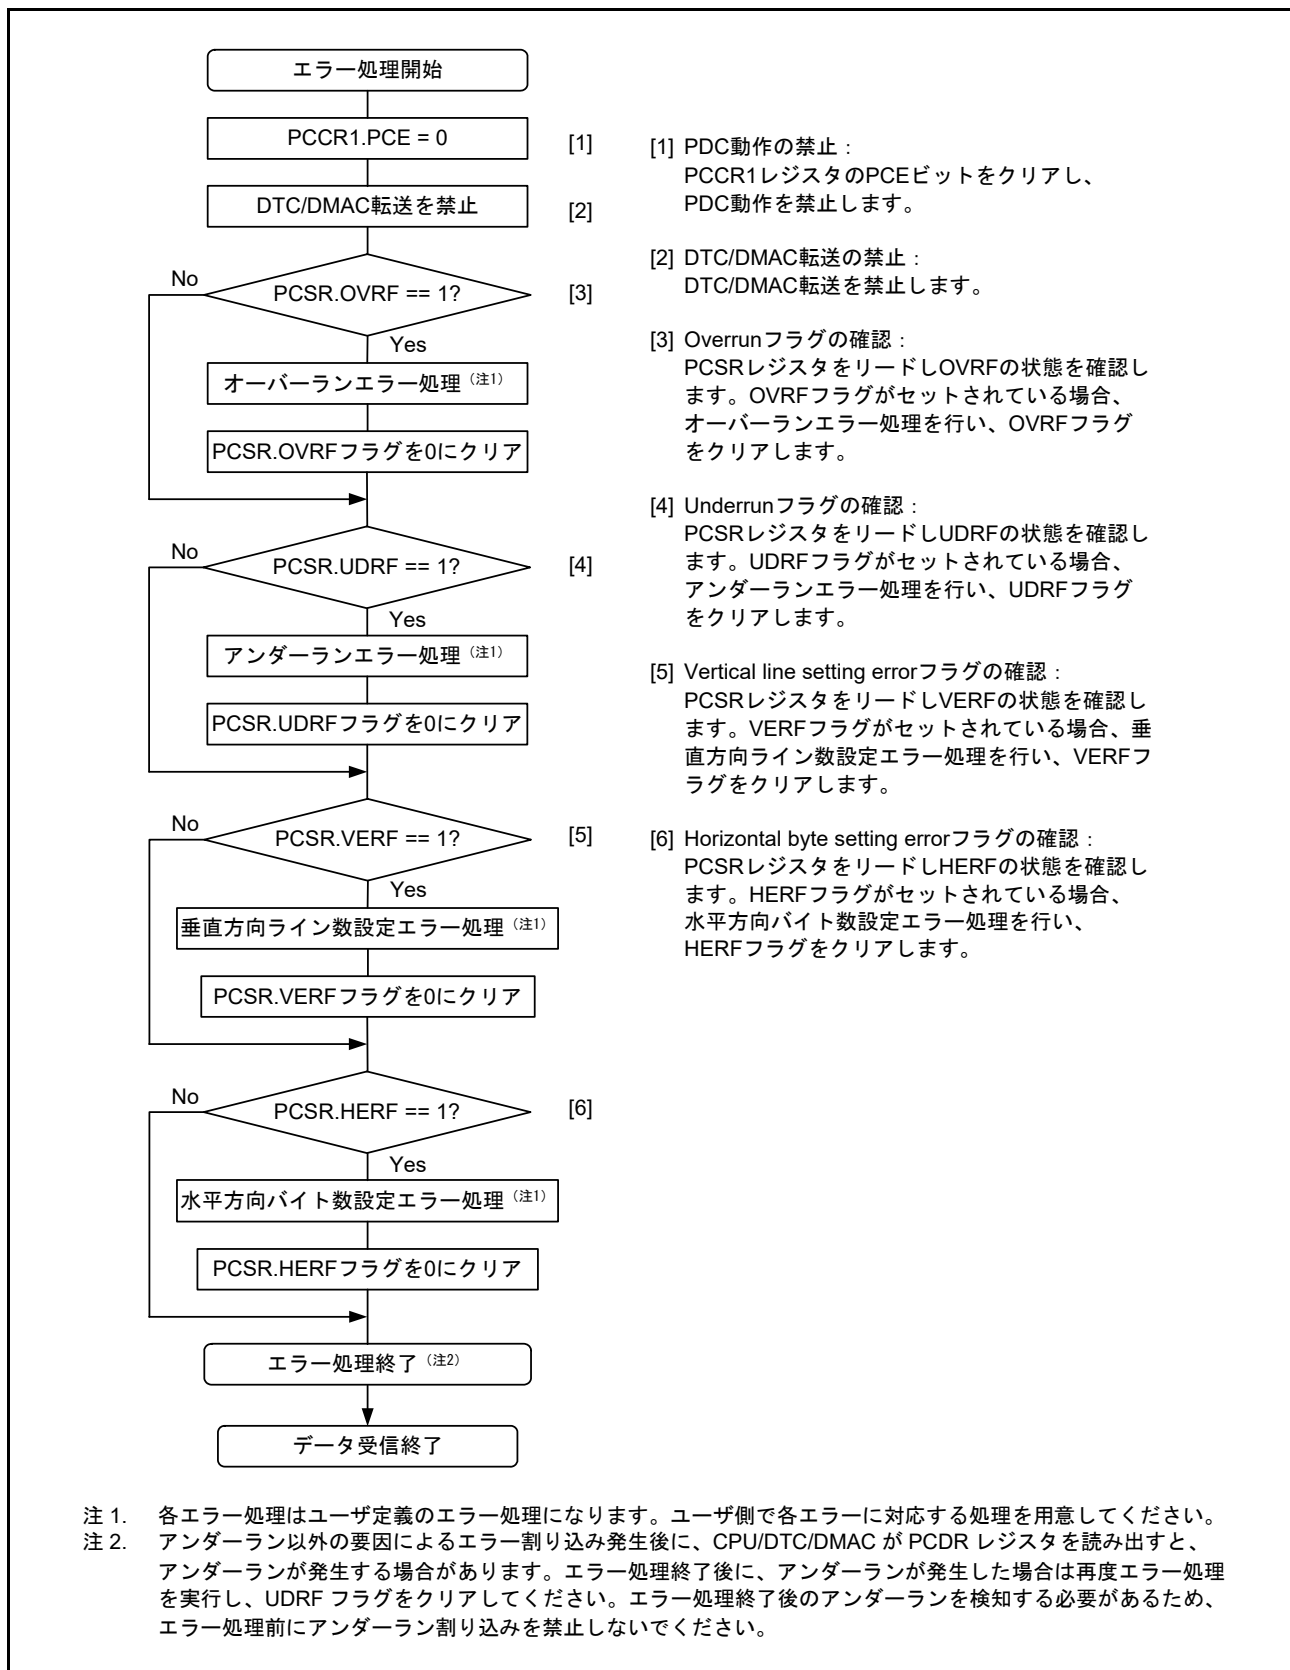 エラー処理開始
PCCR1.PCE = 0
[1]
DTC/DMAC転送を禁止
[2]
No
PCSR.OVRF == 1?
[3]
Yes
オーバーランエラー処理（注1）
PCSR.OVRFフラグを0にクリア
No
PCSR.UDRF == 1?
[4]
Yes
アンダーランエラー処理（注1）
PCSR.UDRFフラグを0にクリア
No
PCSR.VERF == 1?
[5]
Yes
垂直方向ライン数設定エラー処理（注1）
PCSR.VERFフラグを0にクリア
No
PCSR.HERF == 1?
[6]
Yes
水平方向バイト数設定エラー処理（注1）
PCSR.HERFフラグを0にクリア
エラー処理終了（注2）
データ受信終了
[1] PDC動作の禁止：
PCCR1レジスタのPCEビットをクリアし、
PDC動作を禁止します。
[2] DTC/DMAC転送の禁止：
DTC/DMAC転送を禁止します。
[3] Overrunフラグの確認：
PCSRレジスタをリードしOVRFの状態を確認し
ます。OVRFフラグがセットされている場合、
オーバーランエラー処理を行い、OVRFフラグ
をクリアします。
[4] Underrunフラグの確認：
PCSRレジスタをリードしUDRFの状態を確認し
ます。UDRFフラグがセットされている場合、
アンダーランエラー処理を行い、UDRFフラグ
をクリアします。
[5] Vertical line setting errorフラグの確認：
PCSRレジスタをリードしVERFの状態を確認し
ます。VERFフラグがセットされている場合、垂
直方向ライン数設定エラー処理を行い、VERFフ
ラグをクリアします。
[6] Horizontal byte setting errorフラグの確認：
PCSRレジスタをリードしHERFの状態を確認し
ます。HERFフラグがセットされている場合、
水平方向バイト数設定エラー処理を行い、
HERFフラグをクリアします。
注 1. 各エラー処理はユーザ定義のエラー処理になります。ユーザ側で各エラーに対応する処理を用意してください。
注 2. アンダーラン以外の要因によるエラー割り込み発生後に、CPU/DTC/DMAC が PCDR レジスタを読み出すと、
アンダーランが発生する場合があります。エラー処理終了後に、アンダーランが発生した場合は再度エラー処理
を実行し、UDRF フラグをクリアしてください。エラー処理終了後のアンダーランを検知する必要があるため、
エラー処理前にアンダーラン割り込みを禁止しないでください。